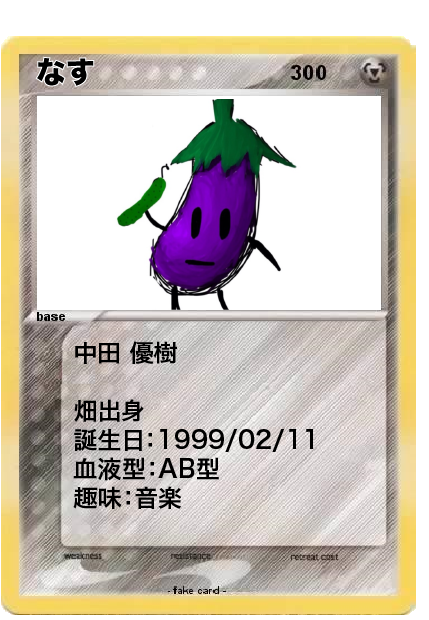 なす 300
base
中田 優樹
畑出身
誕生日:1999/02/11
血液型:AB型
趣味:音楽
weakness resistance retreat cost
- fake card -